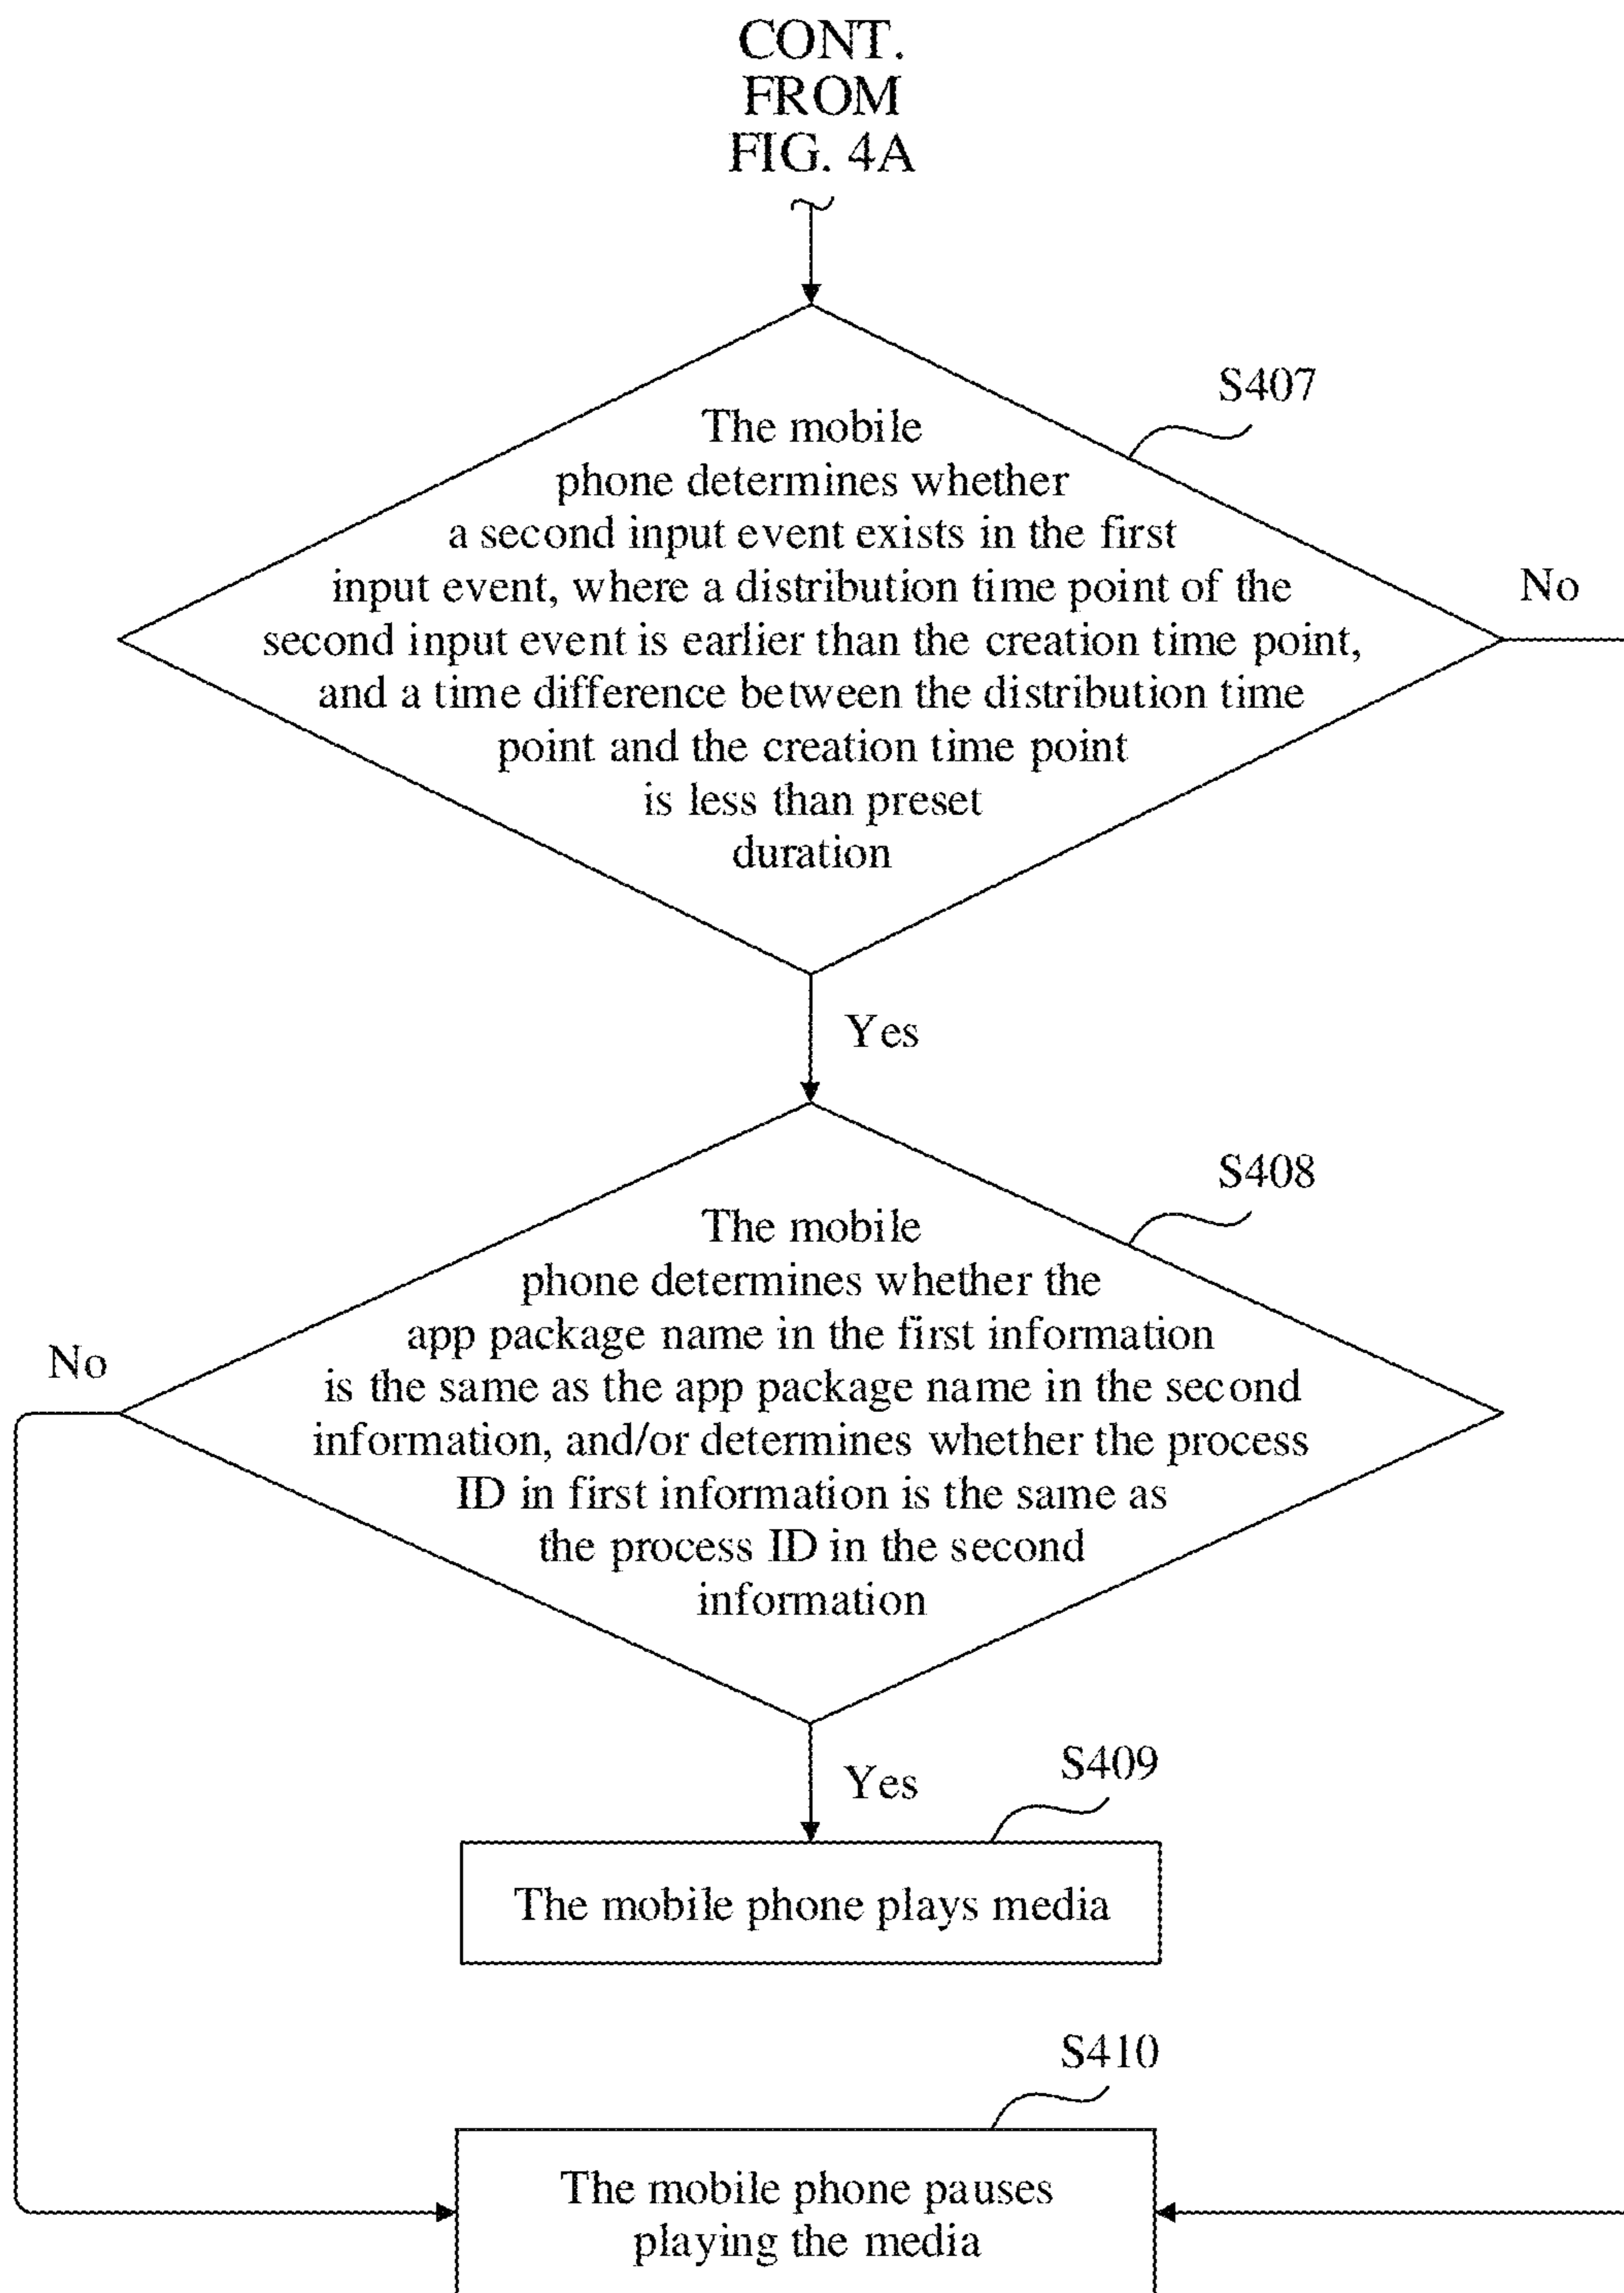 CONT.
FROM
FIG. 4A
S407
The mobile
phone determines whether
a second input event exists in the first
input event, where a distribution time point of the
second input event is earlier than the creation time point,
and a time difference between the distribution time
point and the creation time point
is less than preset
duration
No
Yes
S408
The mobile
phone determines whether the
app package name in the first information
is the same as the app package name in the second
information, and/or determines whether the process
ID in first information is the same as
the process ID in the second
information
No
Yes
S409
The mobile phone plays media
S410
The mobile phone pauses
playing the media